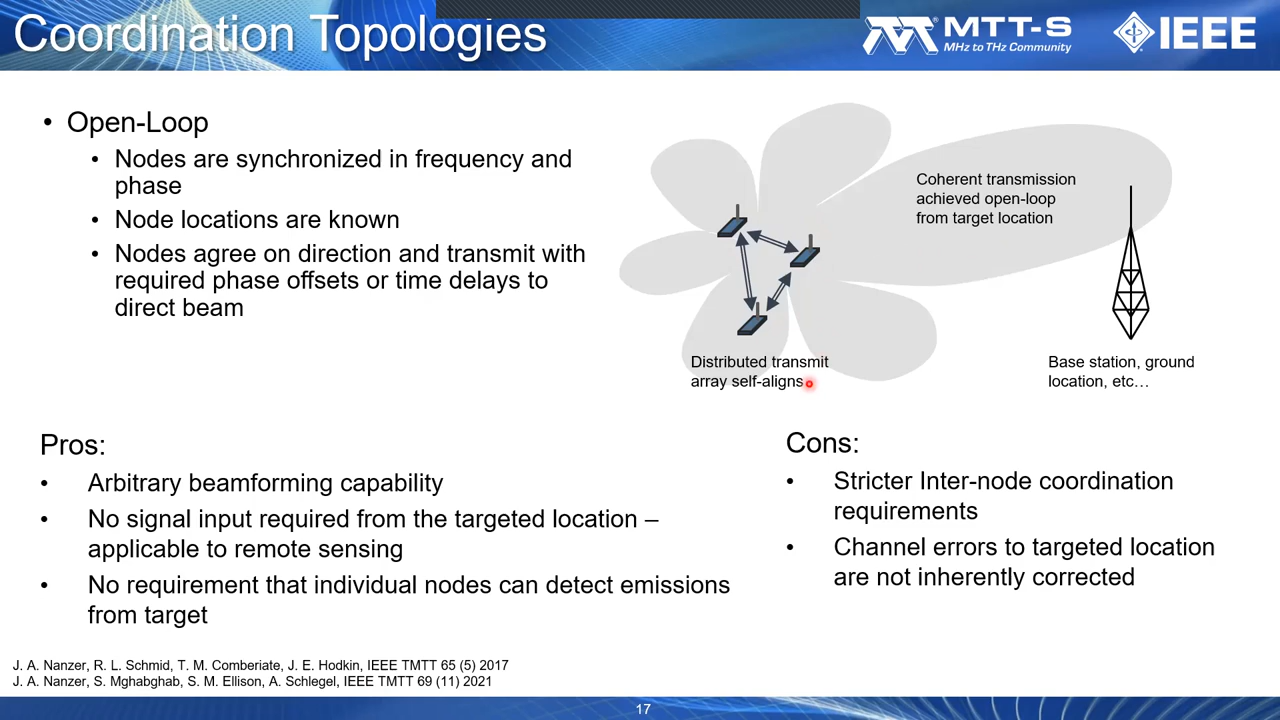 Coordination Topologies
MTT-S
MHz to THz Community
IEEE
• Open-Loop
• Nodes are synchronized in frequency and
phase
• Node locations are known
• Nodes agree on direction and transmit with
required phase offsets or time delays to
direct beam
Coherent transmission
achieved open-loop
from target location
Distributed transmit
array self-aligns
Base station, ground
location, etc…
Pros:
• Arbitrary beamforming capability
• No signal input required from the targeted location –
applicable to remote sensing
• No requirement that individual nodes can detect emissions
from target
Cons:
• Stricter Inter-node coordination
requirements
• Channel errors to targeted location
are not inherently corrected
J. A. Nanzer, R. L. Schmid, T. M. Comberiate, J. E. Hodkin, IEEE TMTT 65 (5) 2017
J. A. Nanzer, S. Mghabghab, S. M. Ellison, A. Schlegel, IEEE TMTT 69 (11) 2021
17